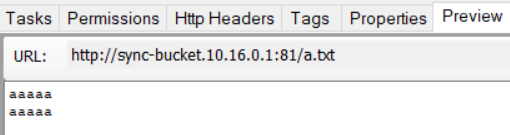 Tasks Permissions Http Headers Tags Properties Preview
URL: http://sync-bucket.10.16.0.1:81/a.txt
aaaaa
aaaaa